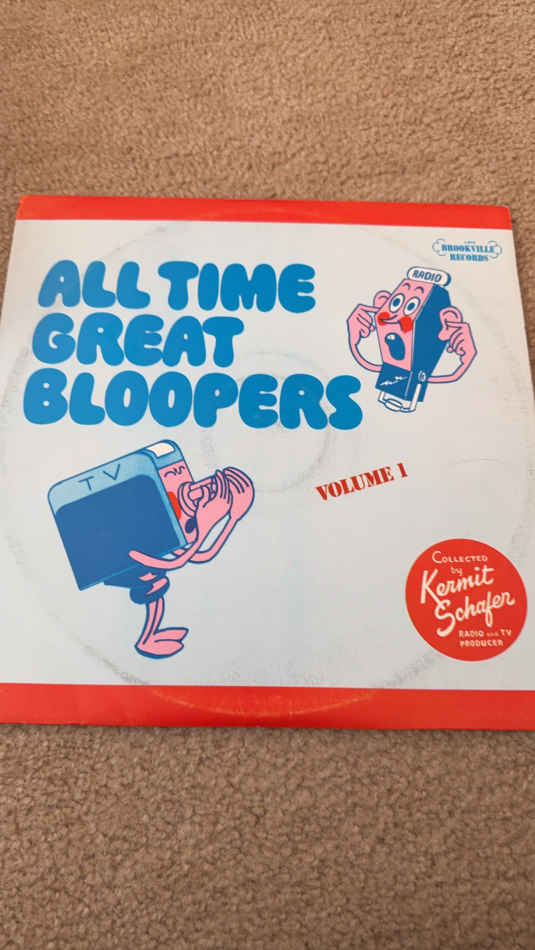 BROOKVILLE
RECORDS
ALL TIME
GREAT
BLOOPERS
RADIO
TV
VOLUME 1
COLLECTED
by
Kermit
Schafer
RADIO AND TV
PRODUCER